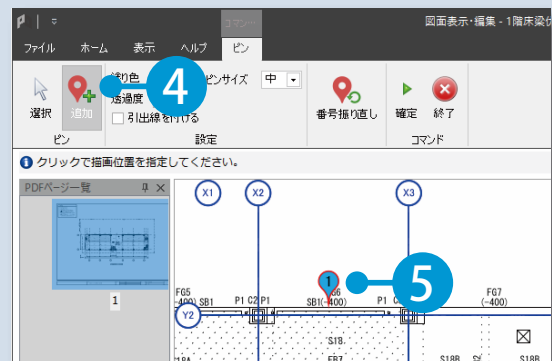 コマン…
図面表示・編集 - 1階床梁伏
ファイル ホーム 表示 ヘルプ ピン
塗り色 ピンサイズ 中
透過度
引出線を付ける
選択 追加 番号振り直し 確定 終了
ピン 設定 コマンド
4
クリックで描画位置を指定してください。
PDFページ一覧
1
X1 X2 X3
1
5
FG5 FG6 FG7
(-400) SB1 P1 C2 P1 SB1(-400) P1 (-400)
Y2
S18
S18A FB7 S18B S18B